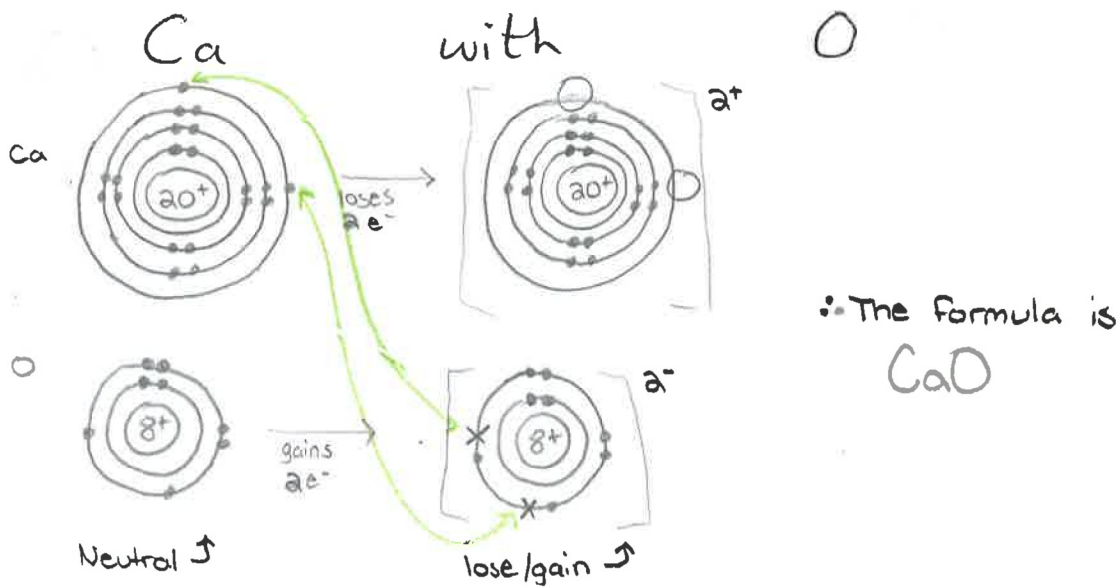 Ca with O
Ca
20⁺
loses
2e⁻
20⁺
2⁺
O
8⁺
gains
2e⁻
8⁺
2⁻
∴ The formula is
CaO
Neutral ↑
lose/gain ↑